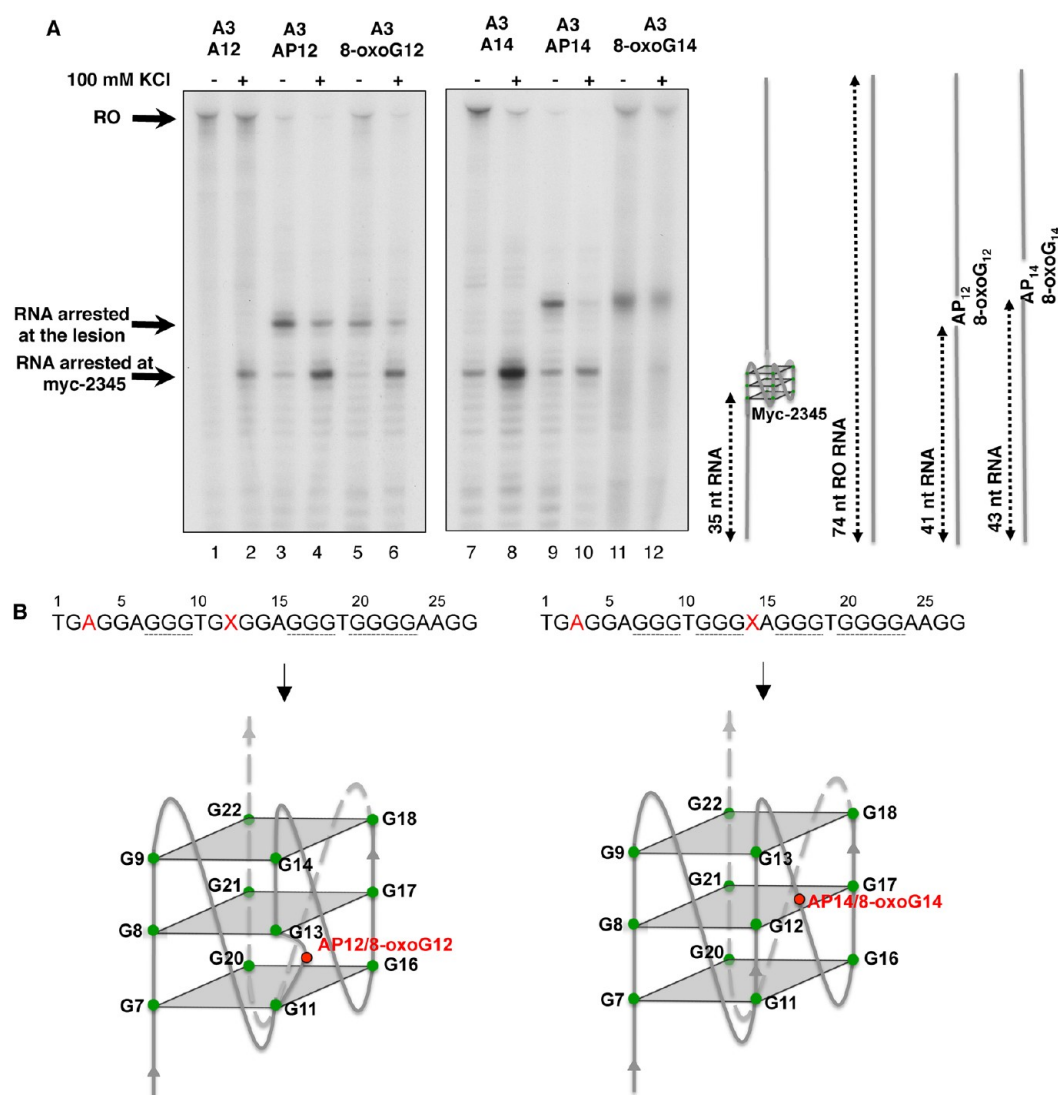 A
A3 A3 A3 A3 A3 A3
A12 AP12 8-oxoG12 A14 AP14 8-oxoG14
100 mM KCl - + - + - + - + - + - +
RO
RNA arrested
at the lesion
RNA arrested at
myc-2345
1 2 3 4 5 6 7 8 9 10 11 12
Myc-2345
35 nt RNA
74 nt RO RNA
41 nt RNA
AP12
8-oxoG12
43 nt RNA
AP14
8-oxoG14
B
1 5 10 15 20 25
TGAGGAGGGTGXGGAGGGTGGGGAAGG
1 5 10 15 20 25
TGAGGAGGGTGGGXAGGGTGGGGAAGG
G22 G18
G9 G14
G21 G17
G8 G13
AP12/8-oxoG12
G20 G16
G7 G11
G22 G18
G9 G13
G21 G17
AP14/8-oxoG14
G8 G12
G20 G16
G7 G11